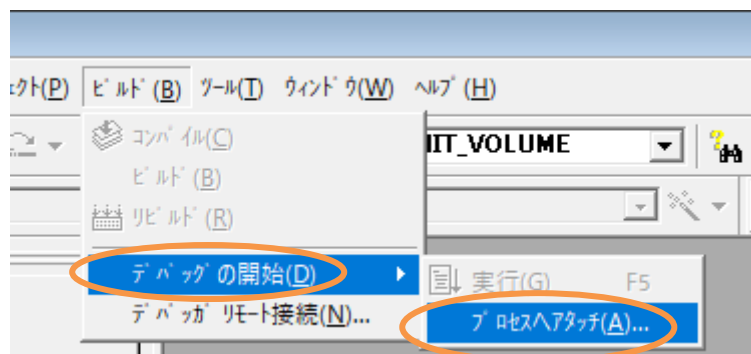 ェクト(P) ビルド(B) ツール(T) ウィンドウ(W) ヘルプ(H)
コンパイル(C)
IIT_VOLUME
ビルド(B)
リビルド(R)
デバッグの開始(D)
実行(G) F5
デバッガ リモート接続(N)...
プロセスへアタッチ(A)...